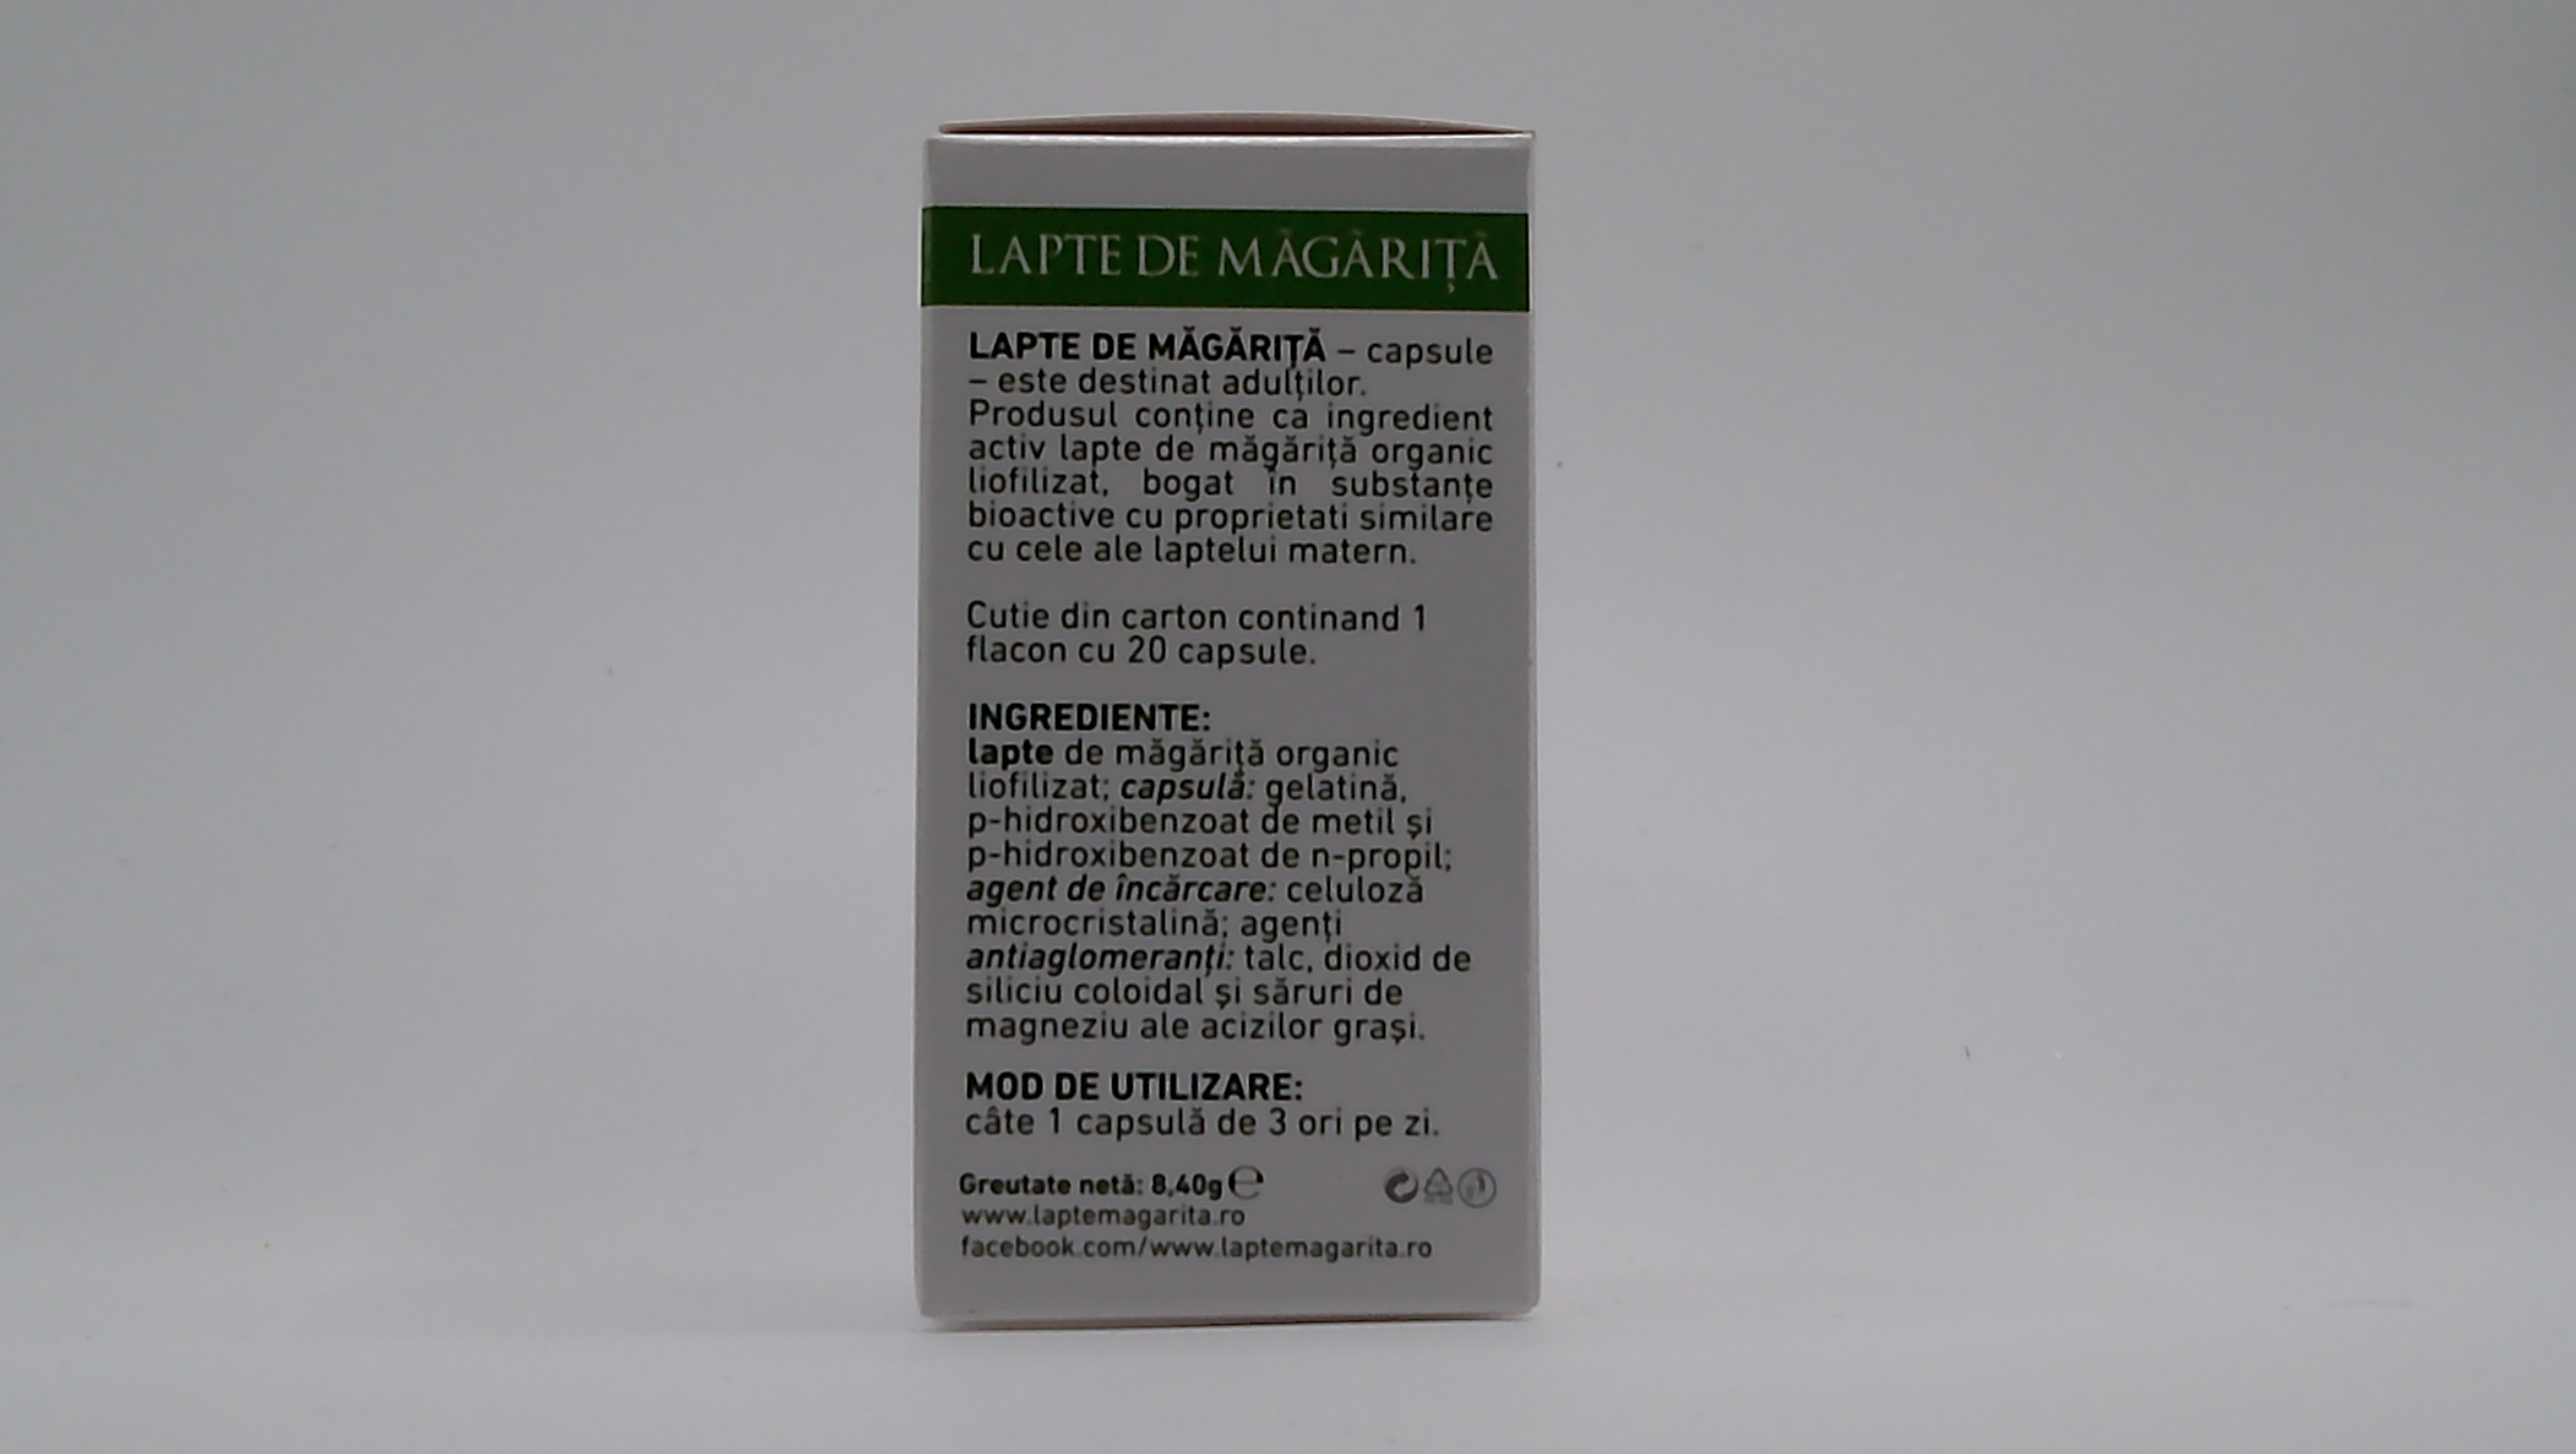 LAPTE DE MĂGĂRIȚĂ
LAPTE DE MĂGĂRIȚĂ – capsule
– este destinat adulților.
Produsul conține ca ingredient
activ lapte de măgăriță organic
liofilizat, bogat în substanțe
bioactive cu proprietati similare
cu cele ale laptelui matern.
Cutie din carton continand 1
flacon cu 20 capsule.
INGREDIENTE:
lapte de măgăriță organic
liofilizat; capsulă: gelatină,
p-hidroxibenzoat de metil și
p-hidroxibenzoat de n-propil;
agent de încărcare: celuloză
microcristalină; agenți
antiaglomeranți: talc, dioxid de
siliciu coloidal și săruri de
magneziu ale acizilor grași.
MOD DE UTILIZARE:
câte 1 capsulă de 3 ori pe zi.
Greutate netă: 8,40g ℮
www.laptemagarita.ro
facebook.com/www.laptemagarita.ro